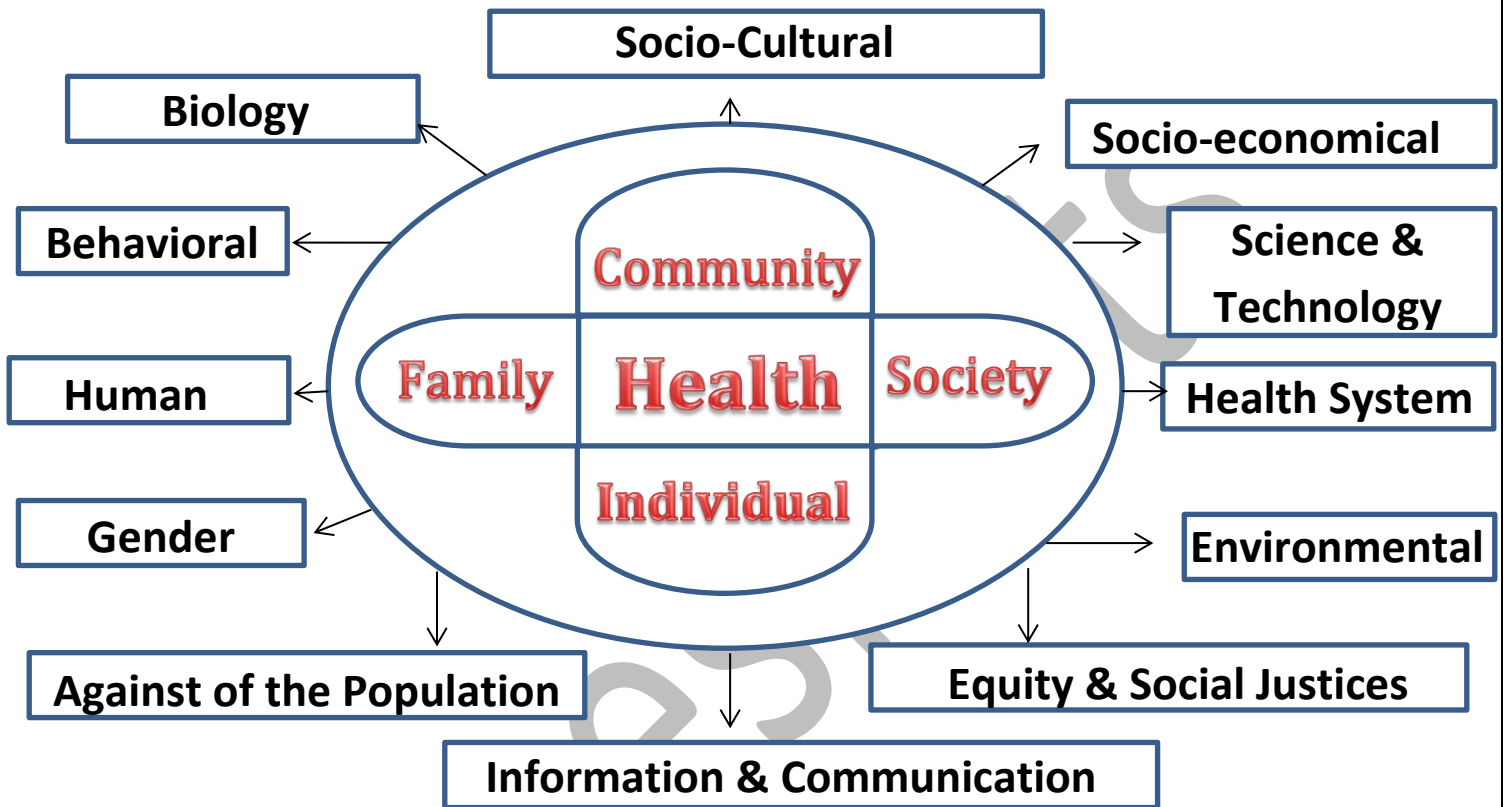 Socio-Cultural
Biology
Socio-economical
Behavioral
Science &
Technology
Community
Family
Health
Society
Human
Health System
Individual
Gender
Environmental
Against of the Population
Equity & Social Justices
Information & Communication